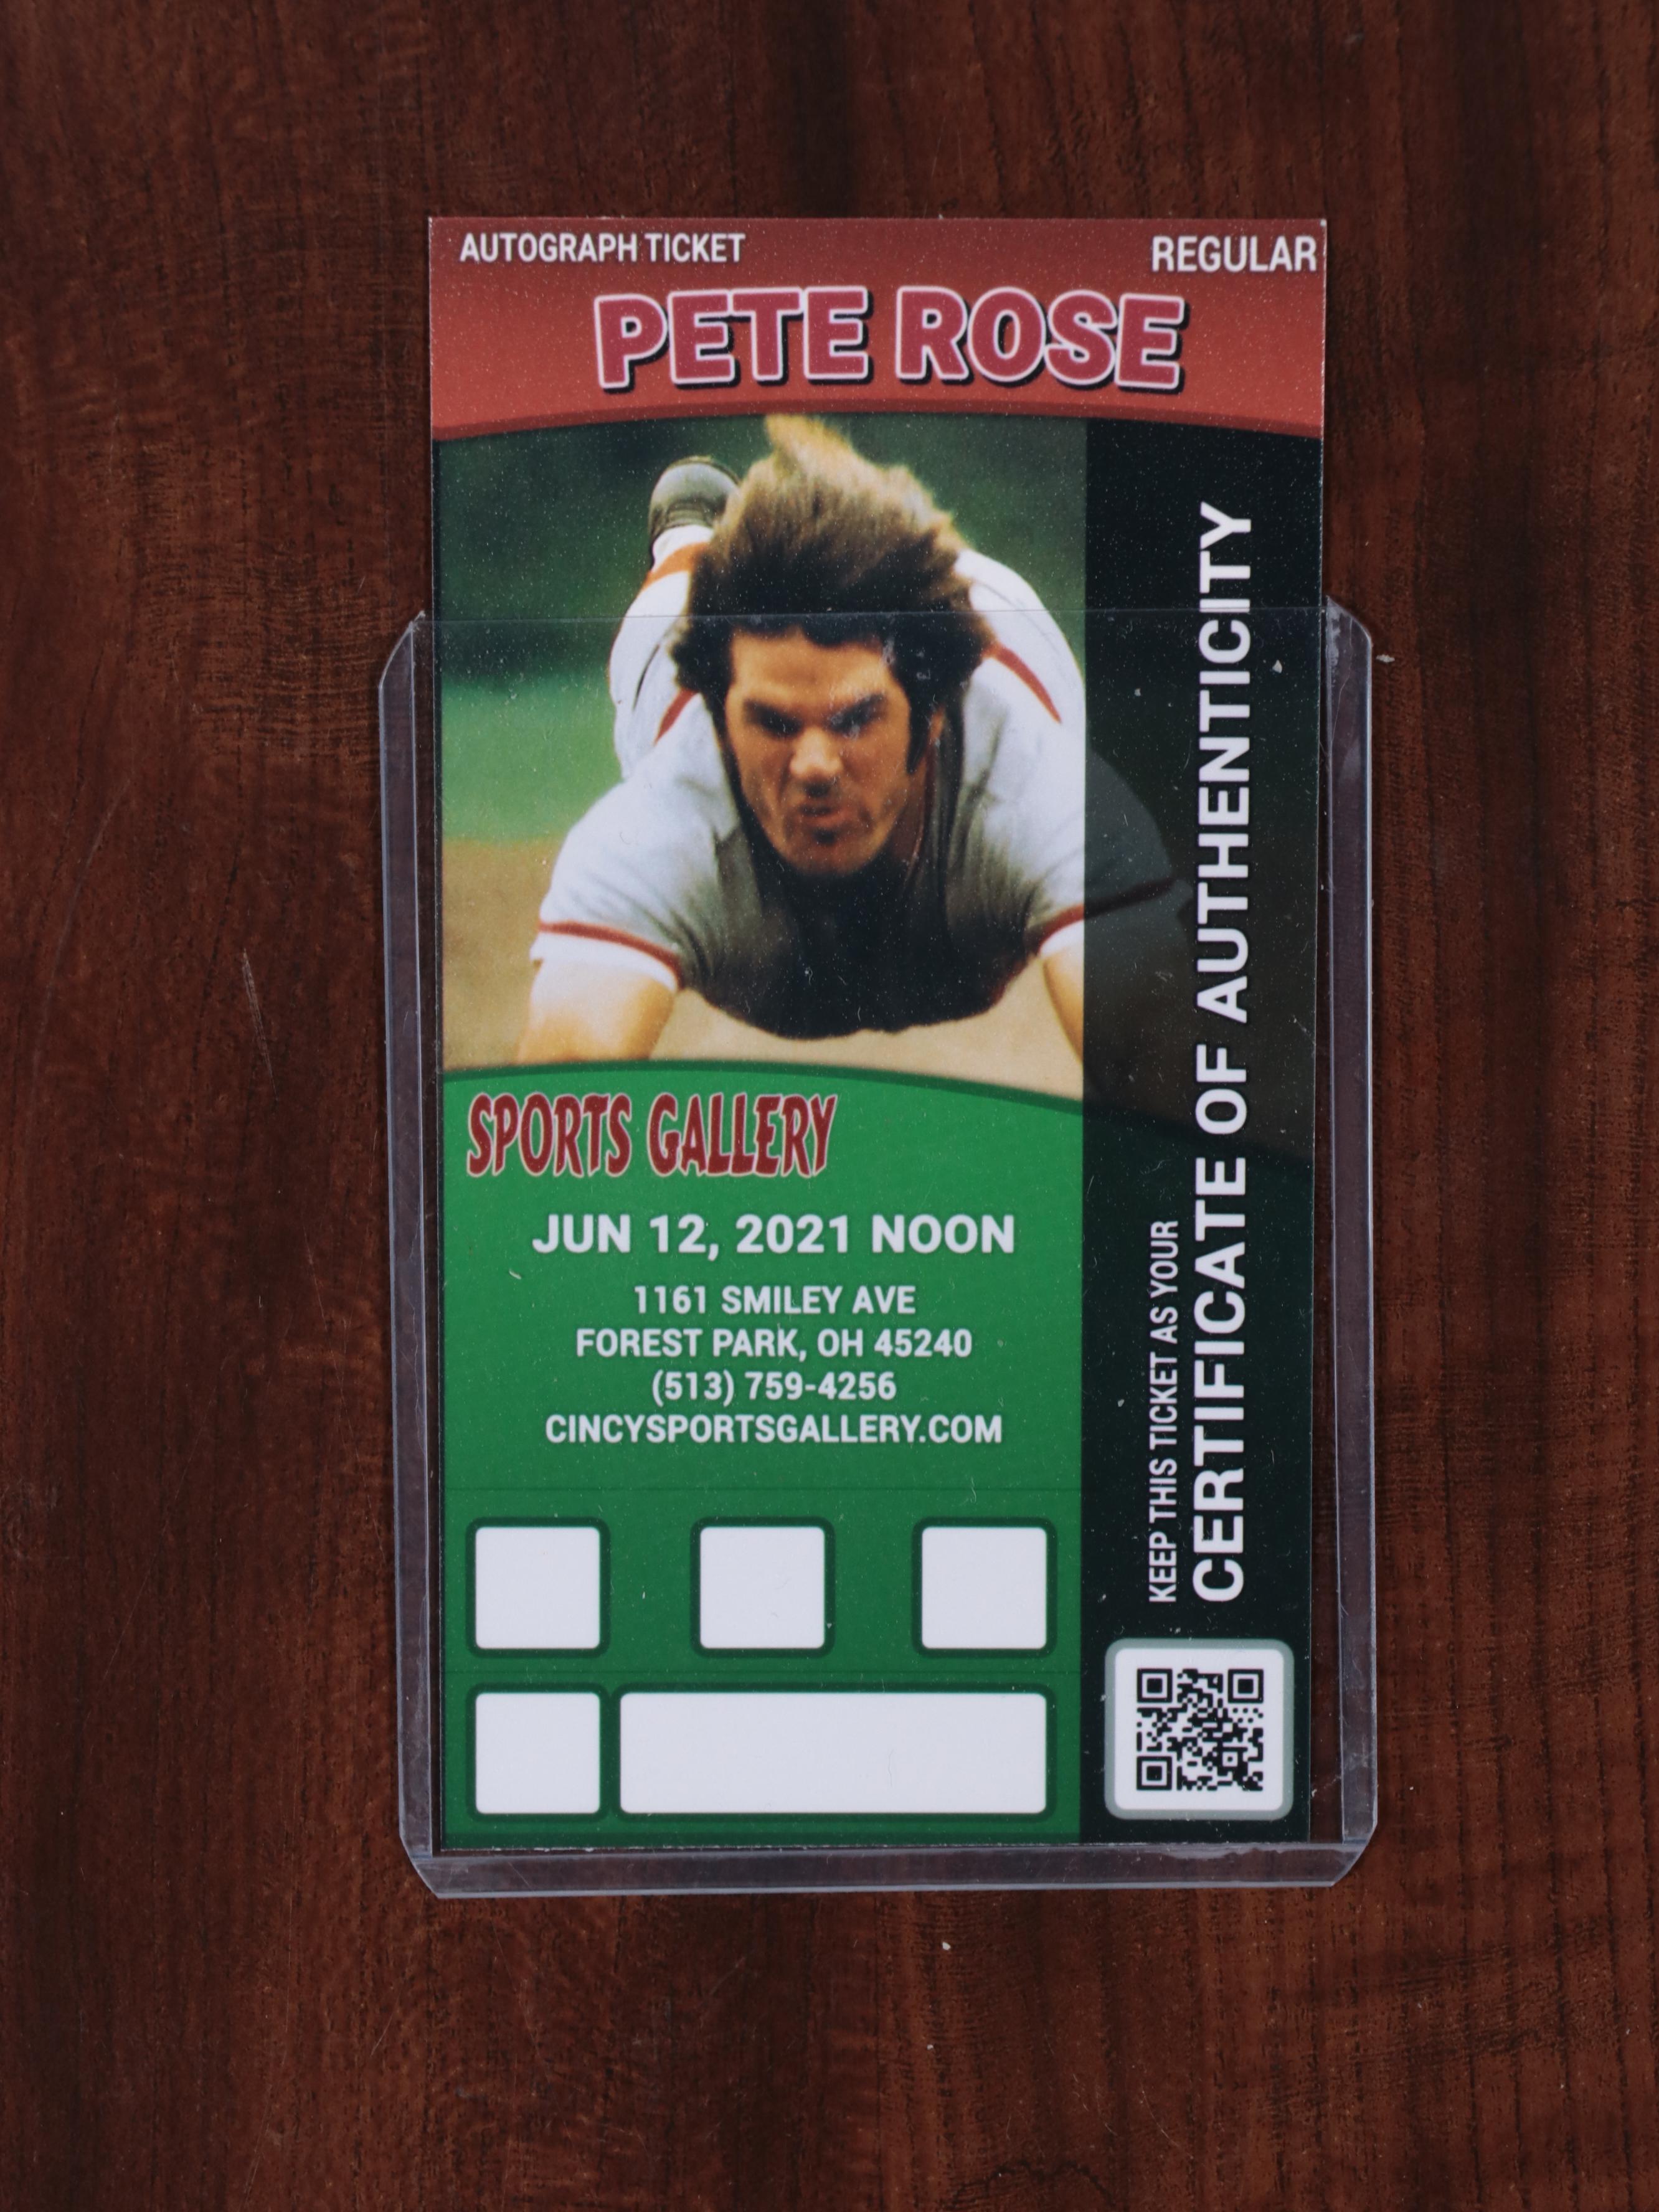 AUTOGRAPH TICKET
REGULAR
PETE ROSE
SPORTS GALLERY
JUN 12, 2021 NOON
1161 SMILEY AVE
FOREST PARK, OH 45240
(513) 759-4256
CINCYSPORTSGALLERY.COM
KEEP THIS TICKET AS YOUR
CERTIFICATE OF AUTHENTICITY